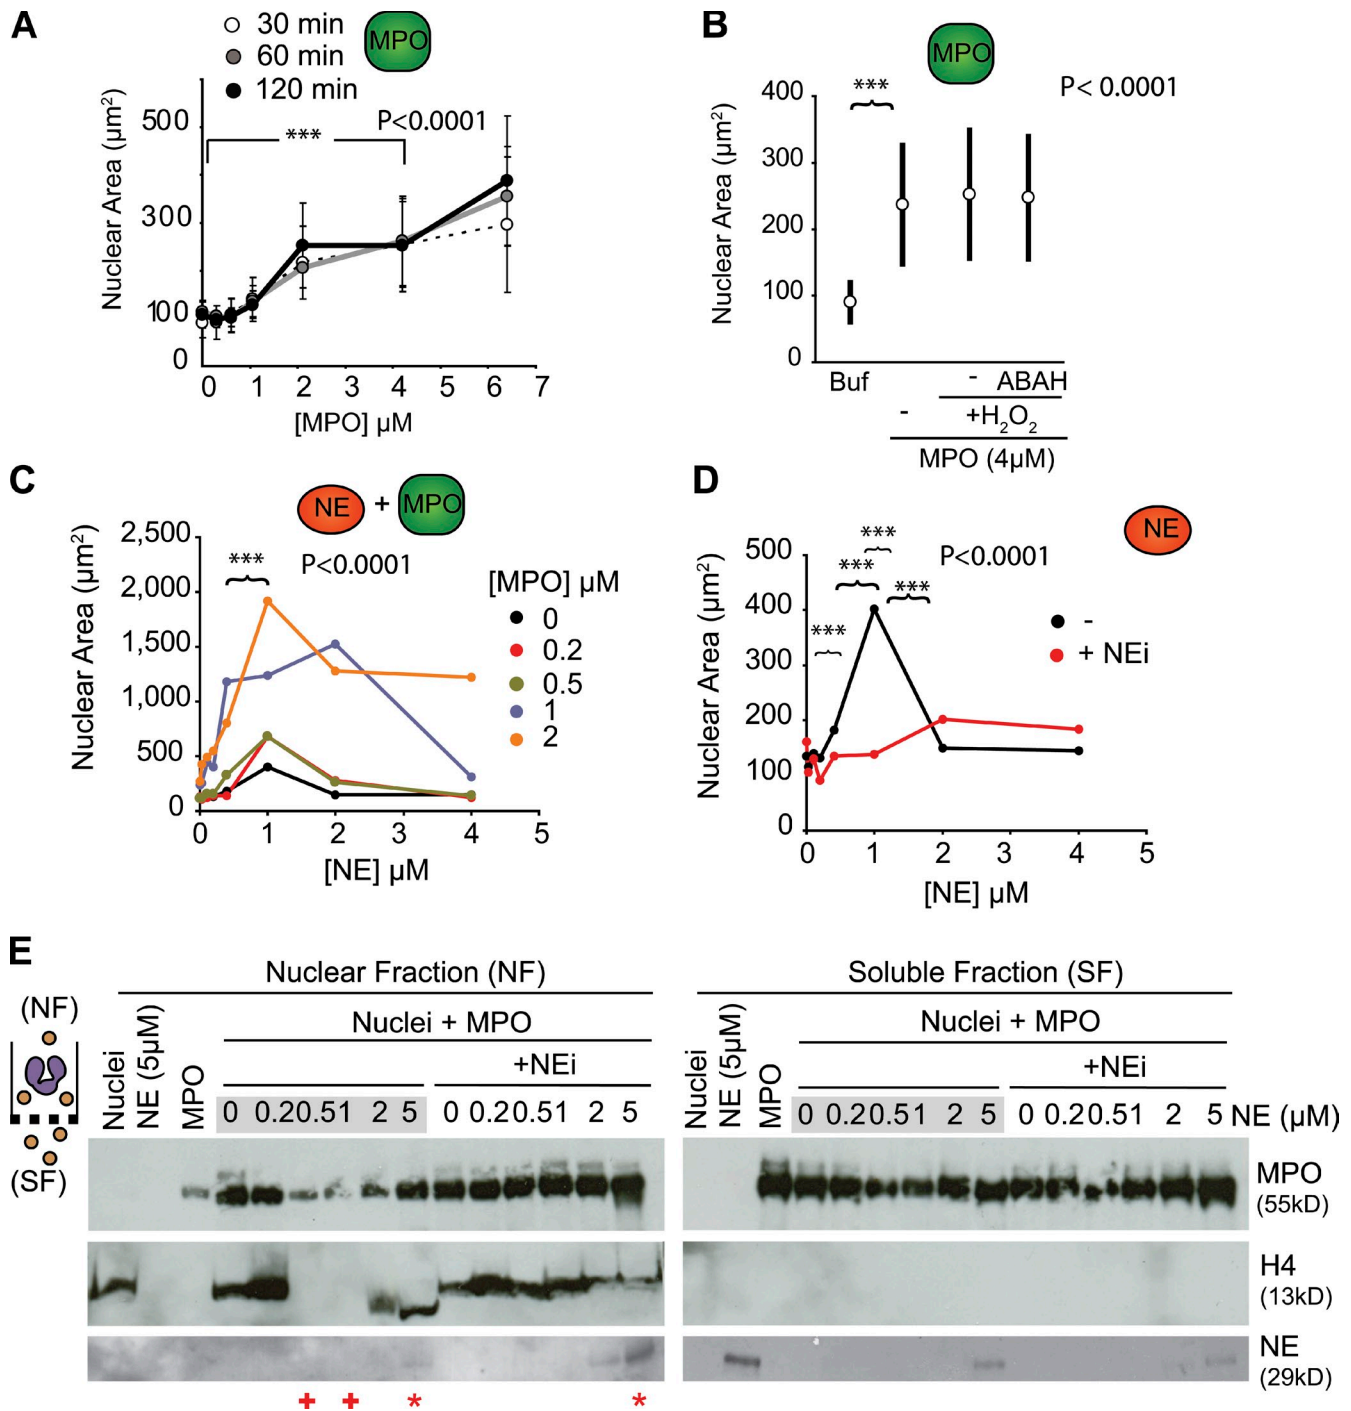 A
30 min
60 min
120 min
MPO
P<0.0001
***
Nuclear Area (µm²)
500
300
100
0
0 1 2 3 4 5 6 7
[MPO] µM
B
MPO
P< 0.0001
***
Nuclear Area (µm²)
400
300
200
100
0
Buf
- ABAH
- +H₂O₂
MPO (4µM)
C
NE + MPO
***
P<0.0001
Nuclear Area (µm²)
2,500
2,000
1,500
1,000
500
0
0 1 2 3 4 5
[NE] µM
[MPO] µM
0
0.2
0.5
1
2
D
NE
***
P<0.0001
***
***
***
Nuclear Area (µm²)
500
400
300
200
100
0
0 1 2 3 4 5
[NE] µM
-
+ NEi
E
Nuclear Fraction (NF)
Soluble Fraction (SF)
(NF)
(SF)
Nuclei
NE (5µM)
MPO
Nuclei + MPO
+NEi
0 0.2 0.5 1 2 5 0 0.2 0.5 1 2 5
Nuclei
NE (5µM)
MPO
Nuclei + MPO
+NEi
0 0.2 0.5 1 2 5 0 0.2 0.5 1 2 5 NE (µM)
MPO
(55kD)
H4
(13kD)
NE
(29kD)
+ + * *